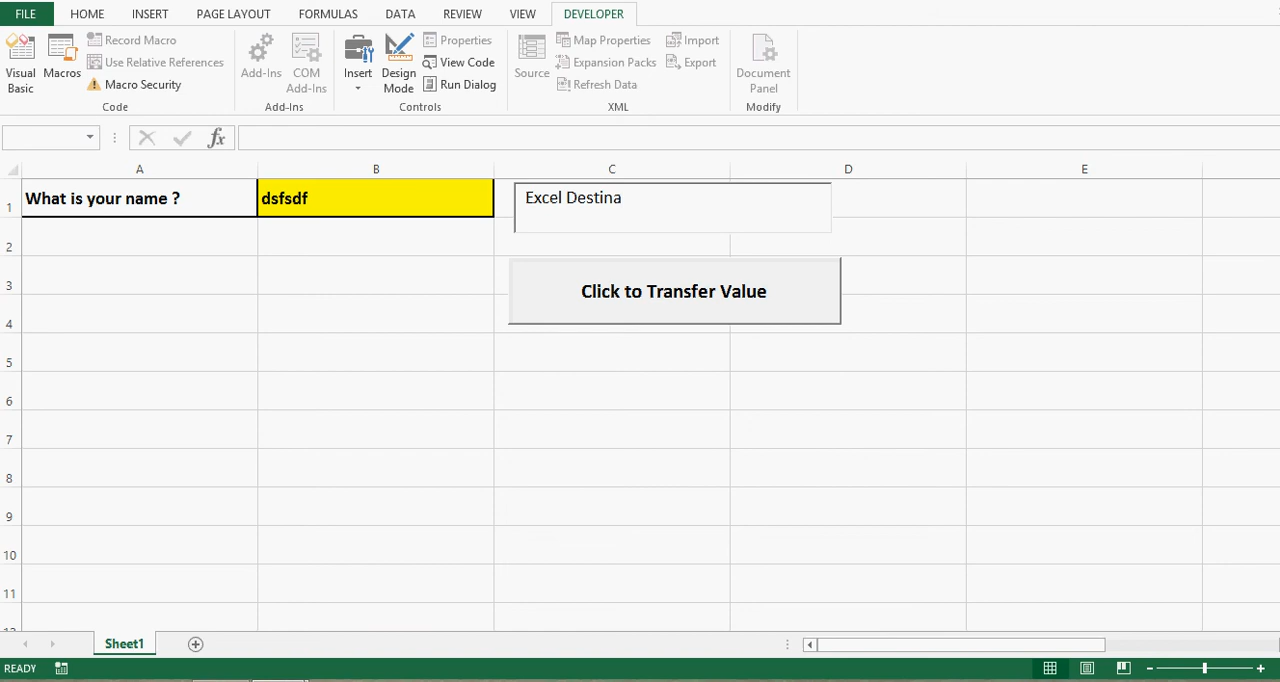 FILE HOME INSERT PAGE LAYOUT FORMULAS DATA REVIEW VIEW DEVELOPER
Visual Basic
Macros
Record Macro
Use Relative References
Macro Security
Code
Add-Ins
COM Add-Ins
Add-Ins
Insert
Design Mode
Properties
View Code
Run Dialog
Controls
Source
Map Properties
Expansion Packs
Refresh Data
Import
Export
XML
Document Panel
Modify
fx
A B C D E
1 What is your name ? dsfsdf Excel Destina
2
3 Click to Transfer Value
4
5
6
7
8
9
10
11
12
Sheet1
READY